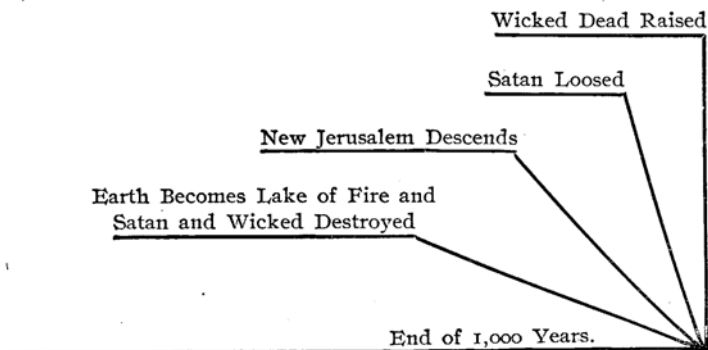 Wicked Dead Raised
Satan Loosed
New Jerusalem Descends
Earth Becomes Lake of Fire and
Satan and Wicked Destroyed
End of 1,000 Years.